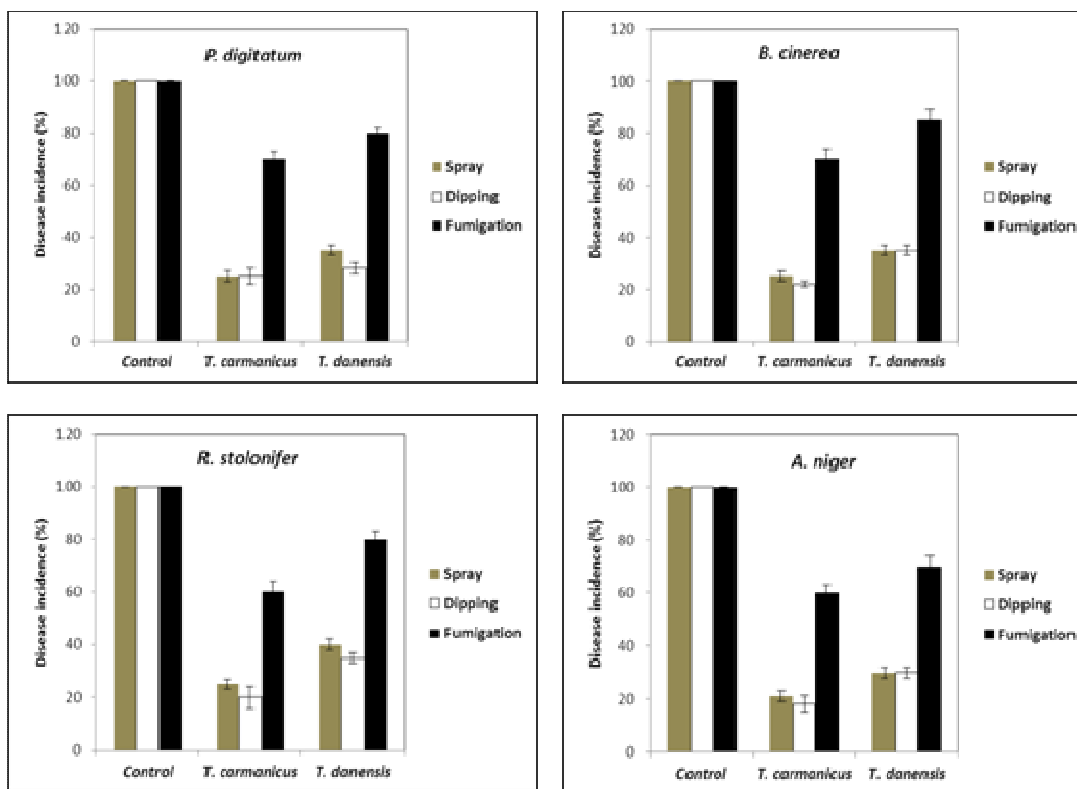 P. digitatum
Disease incidence (%)
120
100
80
60
40
20
0
Control T. carmanicus T. danensis
Spray
Dipping
Fumigation
B. cinerea
Disease incidence (%)
120
100
80
60
40
20
0
Control T. carmanicus T. danensis
Spray
Dipping
Fumigation
R. stolonifer
Disease incidence (%)
120
100
80
60
40
20
0
Control T. carmanicus T. danensis
Spray
Dipping
Fumigation
A. niger
Disease incidence (%)
120
100
80
60
40
20
0
Control T. carmanicus T. danensis
Spray
Dipping
Fumigation